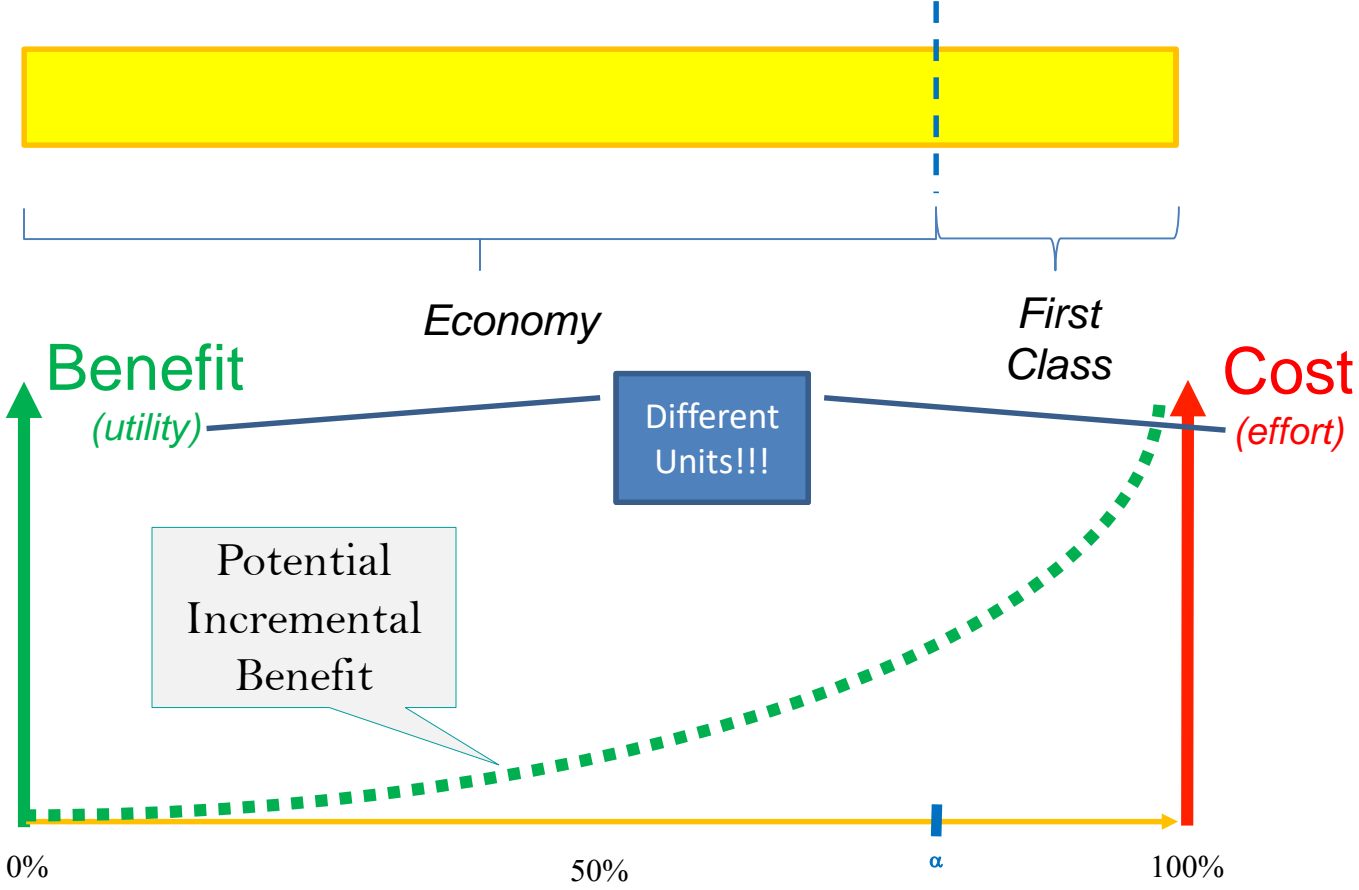 Economy
First
Class
Benefit
(utility)
Different
Units!!!
Cost
(effort)
Potential
Incremental
Benefit
0%
50%
α
100%